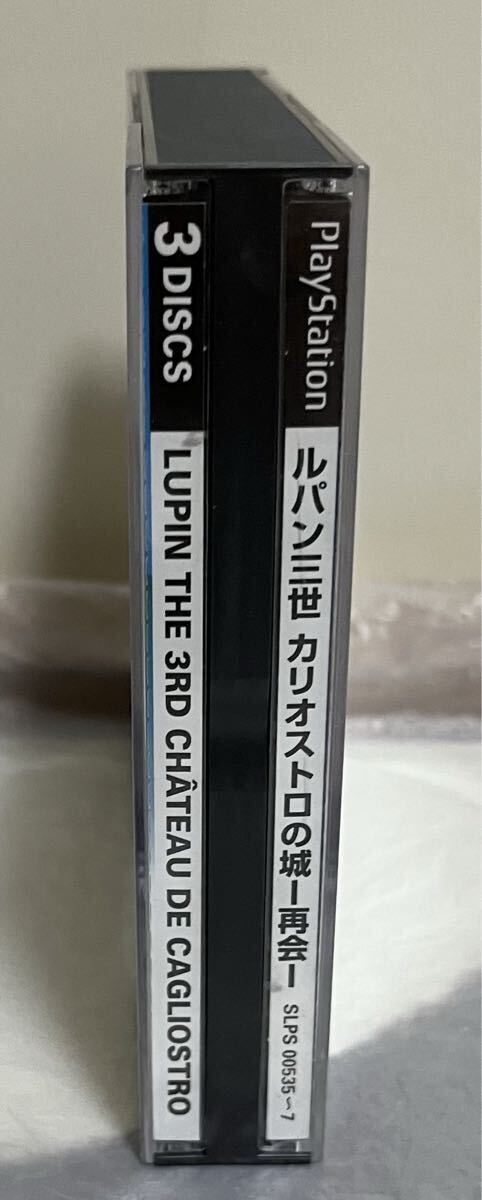 PlayStation
ルパン三世 カリオストロの城ー再会ー
SLPS 00535〜7
3 DISCS
LUPIN THE 3RD CHÂTEAU DE CAGLIOSTRO